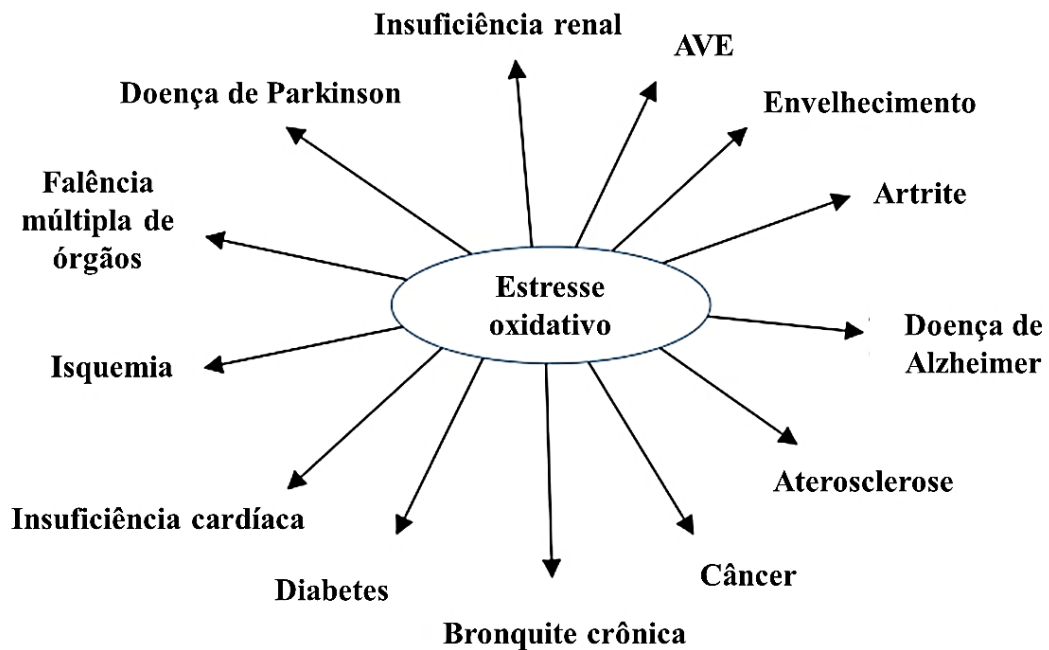 Insuficiência renal
AVE
Doença de Parkinson
Envelhecimento
Falência
múltipla de
órgãos
Artrite
Estresse
oxidativo
Doença de
Alzheimer
Isquemia
Aterosclerose
Insuficiência cardíaca
Câncer
Diabetes
Bronquite crônica